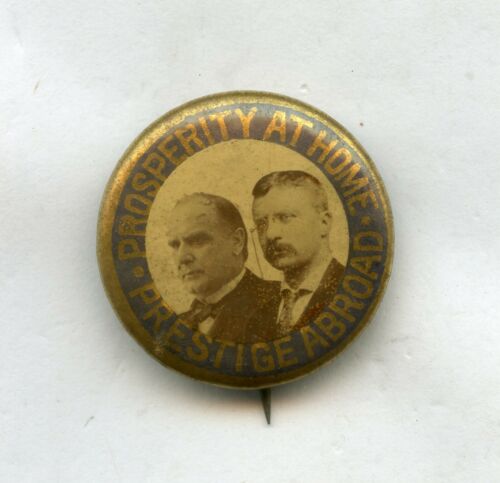 · PROSPERITY AT HOME ·
PRESTIGE ABROAD